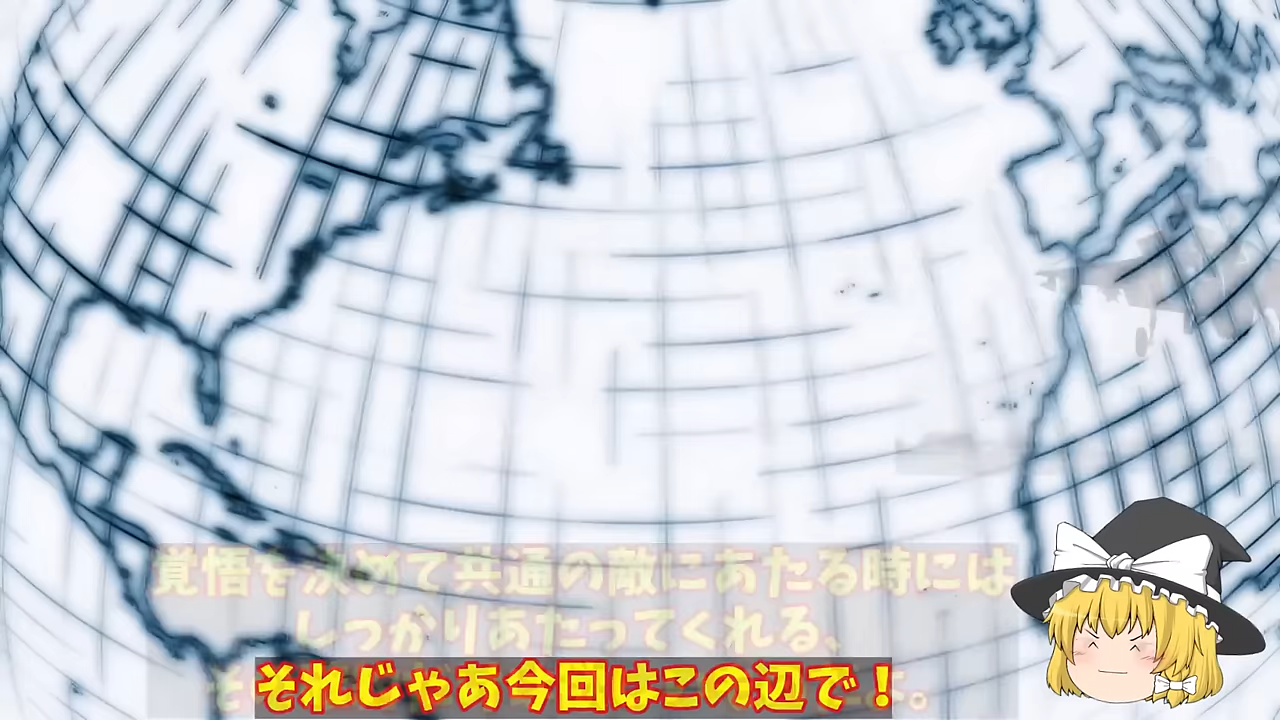 覚悟を決めて共通の敵にあたる時には
しっかりあたってくれる、
それじゃあ今回はこの辺で！